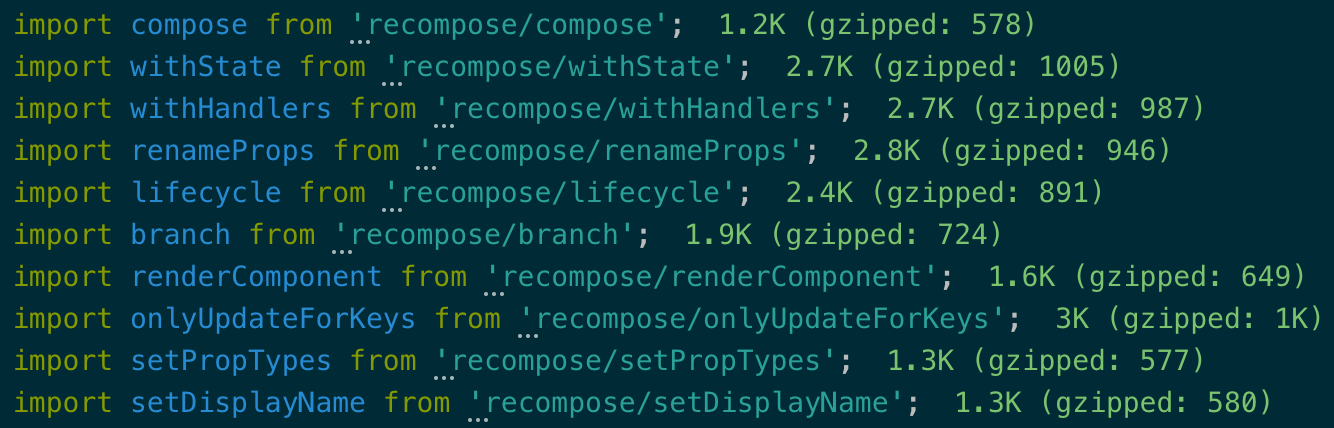 import compose from 'recompose/compose'; 1.2K (gzipped: 578)
import withState from 'recompose/withState'; 2.7K (gzipped: 1005)
import withHandlers from 'recompose/withHandlers'; 2.7K (gzipped: 987)
import renameProps from 'recompose/renameProps'; 2.8K (gzipped: 946)
import lifecycle from 'recompose/lifecycle'; 2.4K (gzipped: 891)
import branch from 'recompose/branch'; 1.9K (gzipped: 724)
import renderComponent from 'recompose/renderComponent'; 1.6K (gzipped: 649)
import onlyUpdateForKeys from 'recompose/onlyUpdateForKeys'; 3K (gzipped: 1K)
import setPropTypes from 'recompose/setPropTypes'; 1.3K (gzipped: 577)
import setDisplayName from 'recompose/setDisplayName'; 1.3K (gzipped: 580)